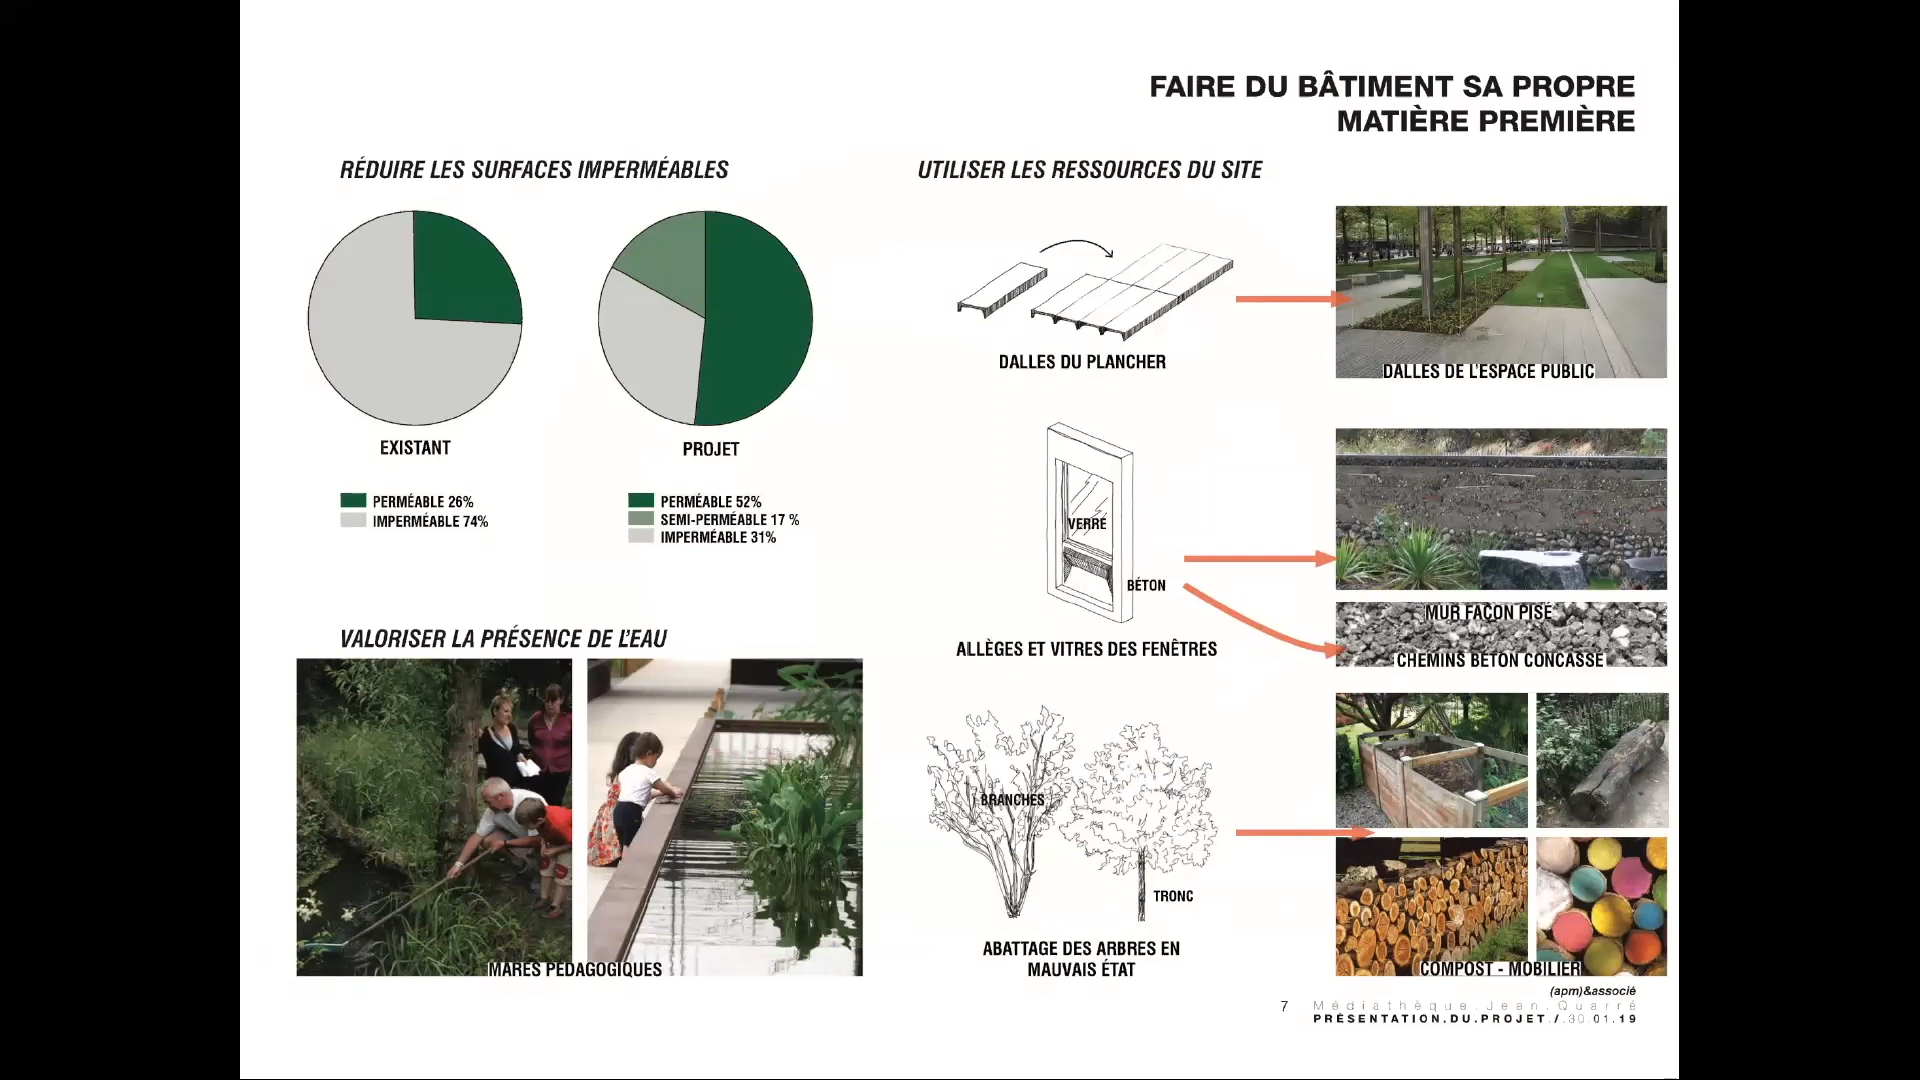 FAIRE DU BÂTIMENT SA PROPRE
MATIÈRE PREMIÈRE
RÉDUIRE LES SURFACES IMPERMÉABLES
EXISTANT
PROJET
PERMÉABLE 26%
IMPERMÉABLE 74%
PERMÉABLE 52%
SEMI-PERMÉABLE 17 %
IMPERMÉABLE 31%
VALORISER LA PRÉSENCE DE L'EAU
MARES PÉDAGOGIQUES
UTILISER LES RESSOURCES DU SITE
DALLES DU PLANCHER
DALLES DE L'ESPACE PUBLIC
VERRE
BÉTON
ALLÈGES ET VITRES DES FENÊTRES
MUR FAÇON PISÉ
CHEMINS BÉTON CONCASSÉ
BRANCHES
TRONC
ABATTAGE DES ARBRES EN
MAUVAIS ÉTAT
COMPOST - MOBILIER
(apm)&associé
7 Médiathèque.Jean.Quarré
PRÉSENTATION.DU.PROJET./.30.01.19